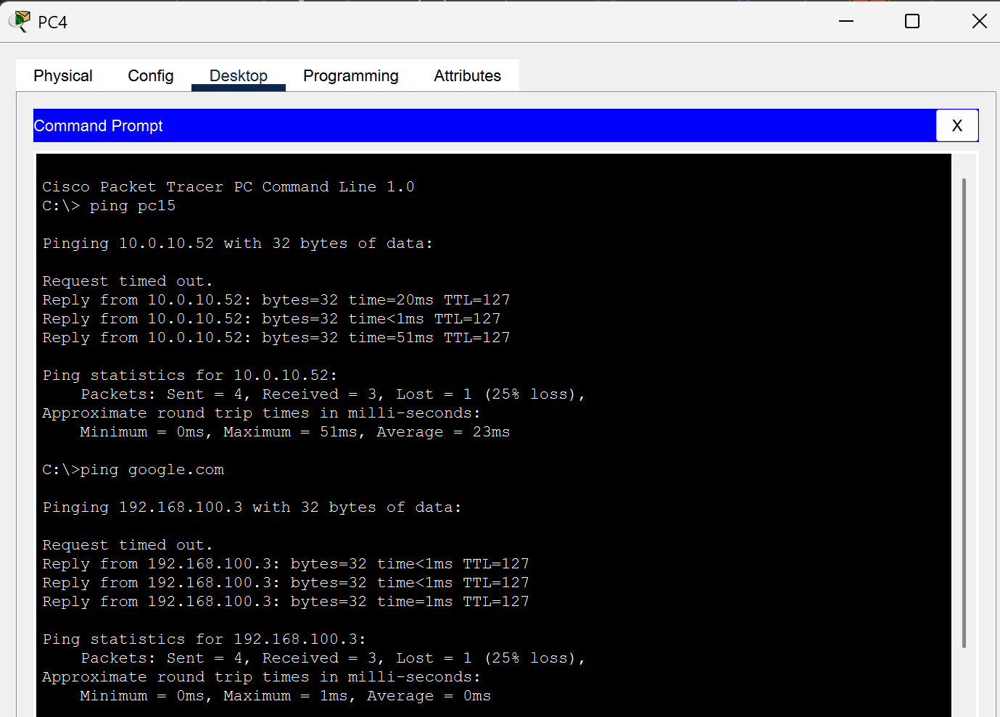 PC4
Physical Config Desktop Programming Attributes
Command Prompt X
Cisco Packet Tracer PC Command Line 1.0
C:\> ping pc15
Pinging 10.0.10.52 with 32 bytes of data:
Request timed out.
Reply from 10.0.10.52: bytes=32 time=20ms TTL=127
Reply from 10.0.10.52: bytes=32 time<1ms TTL=127
Reply from 10.0.10.52: bytes=32 time=51ms TTL=127
Ping statistics for 10.0.10.52:
Packets: Sent = 4, Received = 3, Lost = 1 (25% loss),
Approximate round trip times in milli-seconds:
Minimum = 0ms, Maximum = 51ms, Average = 23ms
C:\>ping google.com
Pinging 192.168.100.3 with 32 bytes of data:
Request timed out.
Reply from 192.168.100.3: bytes=32 time<1ms TTL=127
Reply from 192.168.100.3: bytes=32 time<1ms TTL=127
Reply from 192.168.100.3: bytes=32 time=1ms TTL=127
Ping statistics for 192.168.100.3:
Packets: Sent = 4, Received = 3, Lost = 1 (25% loss),
Approximate round trip times in milli-seconds:
Minimum = 0ms, Maximum = 1ms, Average = 0ms